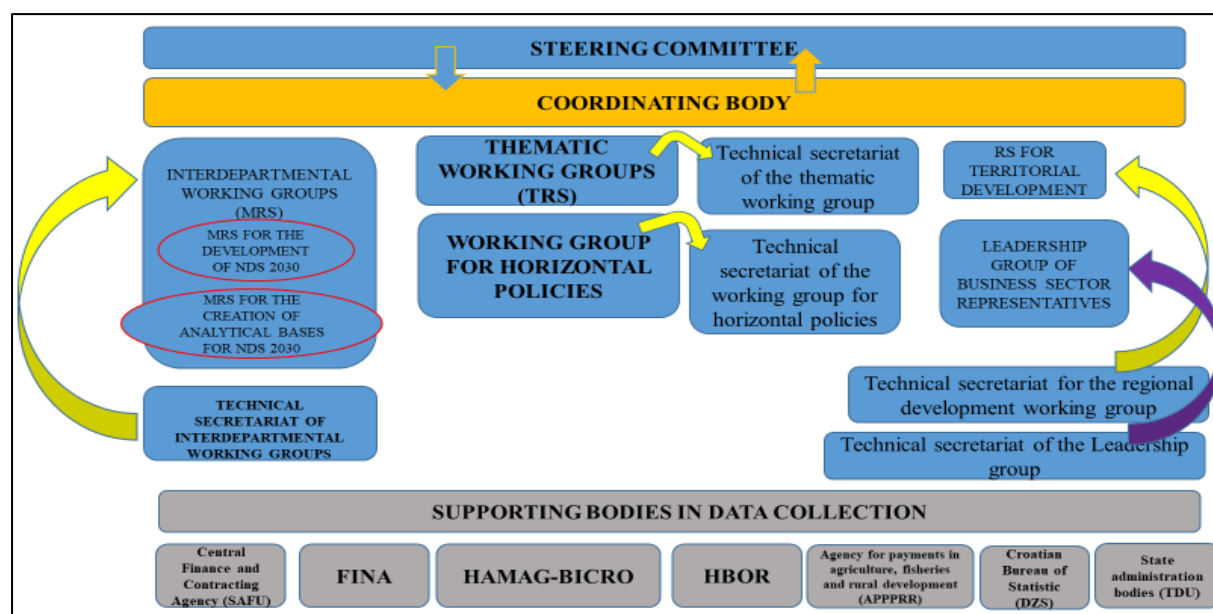 STEERING COMMITTEE
COORDINATING BODY
INTERDEPARTMENTAL
WORKING GROUPS
(MRS)
MRS FOR THE
DEVELOPMENT
OF NDS 2030
MRS FOR THE
CREATION OF
ANALYTICAL BASES
FOR NDS 2030
TECHNICAL
SECRETARIAT OF
INTERDEPARTMENTAL
WORKING GROUPS
THEMATIC
WORKING GROUPS
(TRS)
Technical secretariat
of the thematic
working group
WORKING GROUP
FOR HORIZONTAL
POLICIES
Technical
secretariat of the
working group for
horizontal policies
RS FOR
TERRITORIAL
DEVELOPMENT
LEADERSHIP
GROUP OF
BUSINESS SECTOR
REPRESENTATIVES
Technical secretariat for the regional
development working group
Technical secretariat of the Leadership
group
SUPPORTING BODIES IN DATA COLLECTION
Central
Finance and
Contracting
Agency (SAFU)
FINA
HAMAG-BICRO
HBOR
Agency for payments in
agriculture, fisheries
and rural development
(APPPRR)
Croatian
Bureau of
Statistic
(DZS)
State
administration
bodies (TDU)